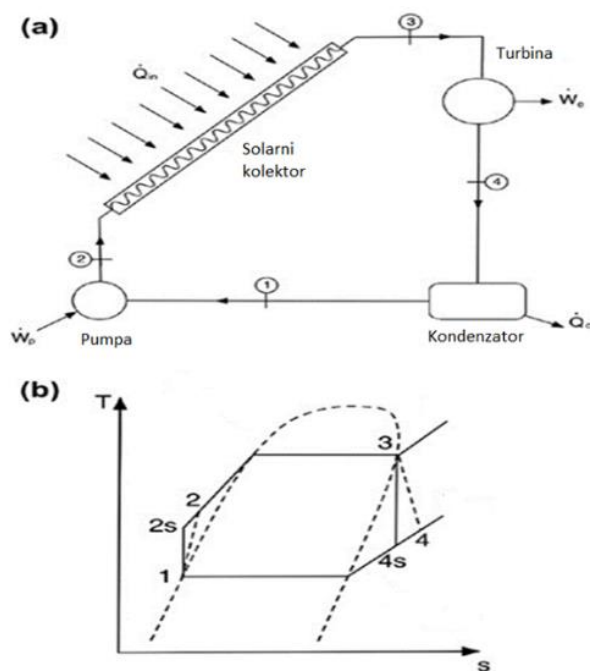 (a)
3
Turbina
Q̇in
Ẇe
Solarni
kolektor
4
2
1
Ẇp
Pumpa
Kondenzator
Q̇c
(b)
T
3
2
2s
4
4s
1
s